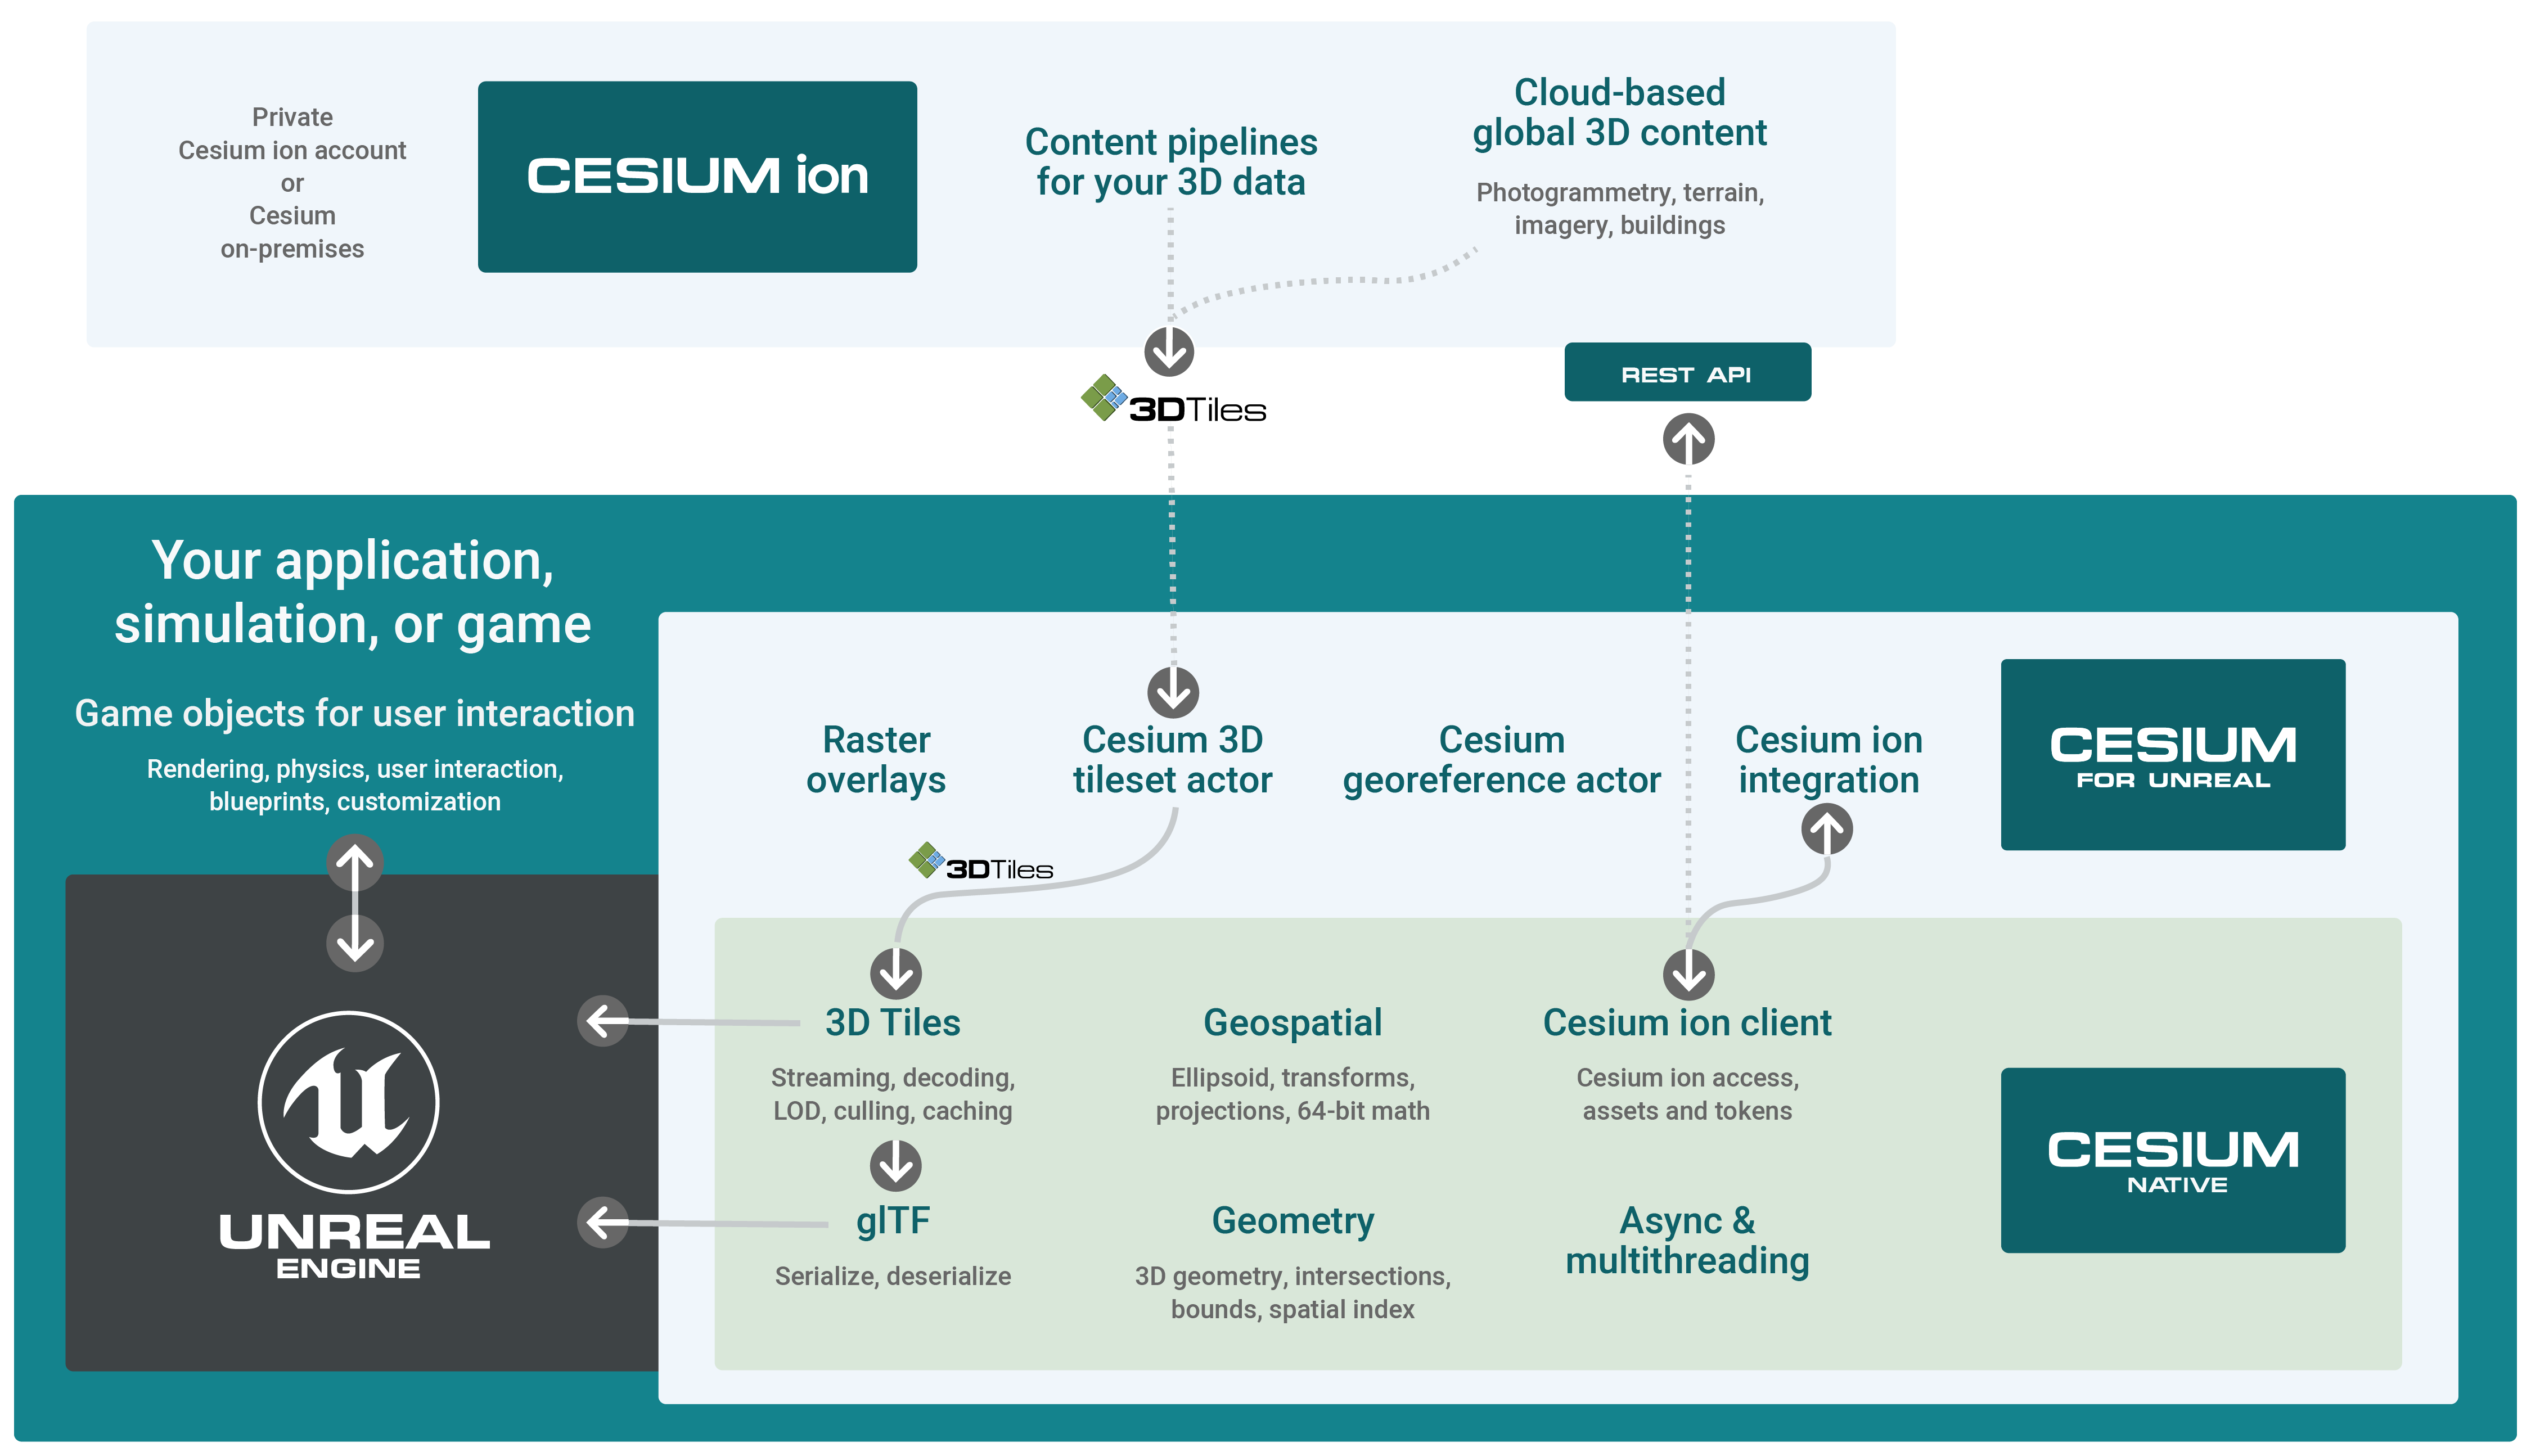 Private
Cesium ion account
or
Cesium
on-premises
CESIUM ion
Content pipelines
for your 3D data
Cloud-based
global 3D content
Photogrammetry, terrain,
imagery, buildings
3DTiles
REST API
Your application,
simulation, or game
Game objects for user interaction
Rendering, physics, user interaction,
blueprints, customization
Raster
overlays
Cesium 3D
tileset actor
Cesium
georeference actor
Cesium ion
integration
CESIUM
FOR UNREAL
3DTiles
UNREAL
ENGINE
3D Tiles
Streaming, decoding,
LOD, culling, caching
Geospatial
Ellipsoid, transforms,
projections, 64-bit math
Cesium ion client
Cesium ion access,
assets and tokens
CESIUM
NATIVE
glTF
Serialize, deserialize
Geometry
3D geometry, intersections,
bounds, spatial index
Async &
multithreading